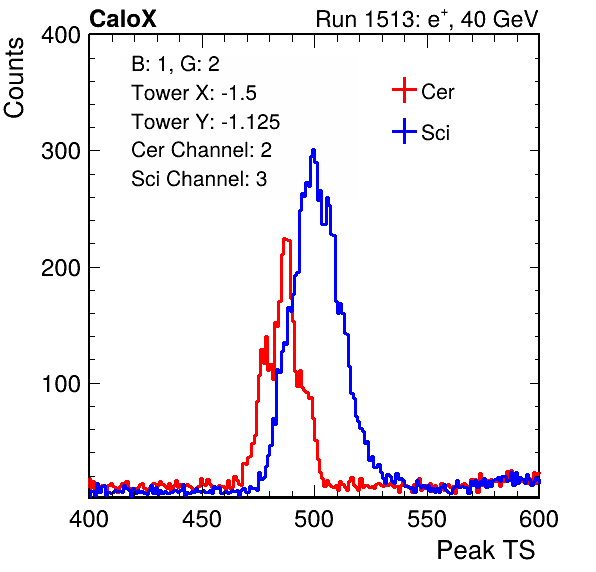 CaloX Run 1513: e⁺, 40 GeV
Counts
400
300
200
100
B: 1, G: 2
Tower X: -1.5
Tower Y: -1.125
Cer Channel: 2
Sci Channel: 3
Cer
Sci
400 450 500 550 600
Peak TS